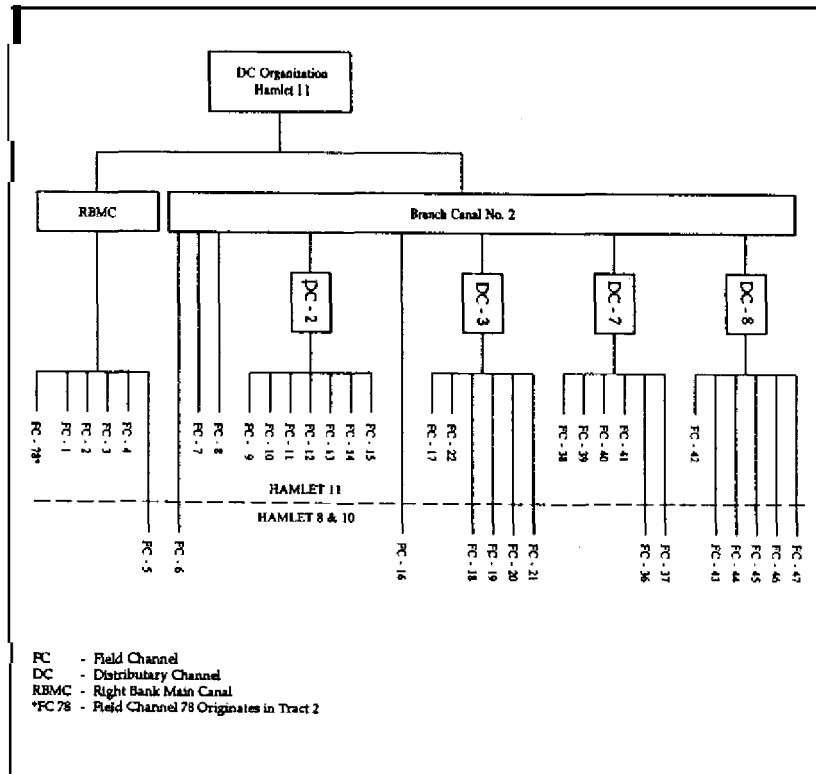 DC Organization
Hamlet 11
RBMC
Branch Canal No. 2
DC - 2
DC - 3
DC - 7
DC - 8
FC - 78*
FC - 1
FC - 2
FC - 3
FC - 4
FC - 7
FC - 8
FC - 9
FC - 10
FC - 11
FC - 12
FC - 13
FC - 14
FC - 15
FC - 17
FC - 22
FC - 38
FC - 39
FC - 40
FC - 41
FC - 42
HAMLET 11
HAMLET 8 & 10
FC - 5
FC - 6
FC - 16
FC - 18
FC - 19
FC - 20
FC - 21
FC - 36
FC - 37
FC - 43
FC - 44
FC - 45
FC - 46
FC - 47
FC - Field Channel
DC - Distributary Channel
RBMC - Right Bank Main Canal
*FC 78 - Field Channel 78 Originates in Tract 2